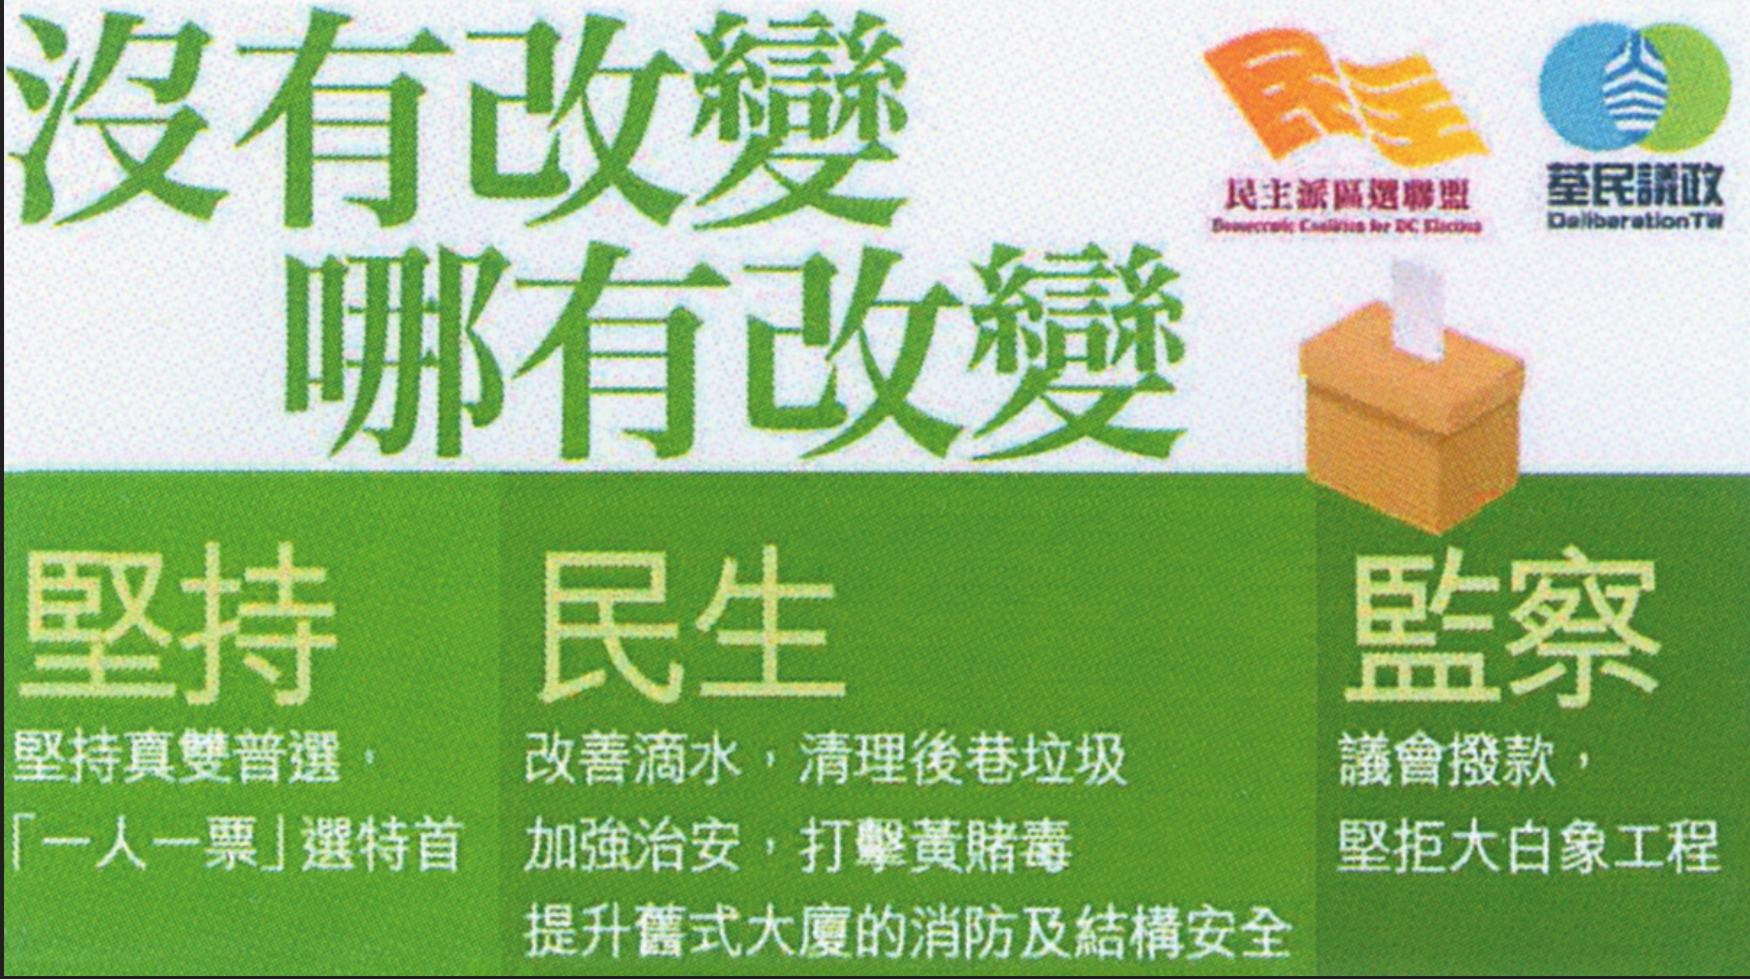 沒有改變
哪有改變
民主
民主派區選聯盟
Democratic Coalition for DC Election
荃民議政
DeliberationTW
堅持
堅持真雙普選，
「一人一票」選特首
民生
改善滴水，清理後巷垃圾
加強治安，打擊黃賭毒
提升舊式大廈的消防及結構安全
監察
議會撥款，
堅拒大白象工程